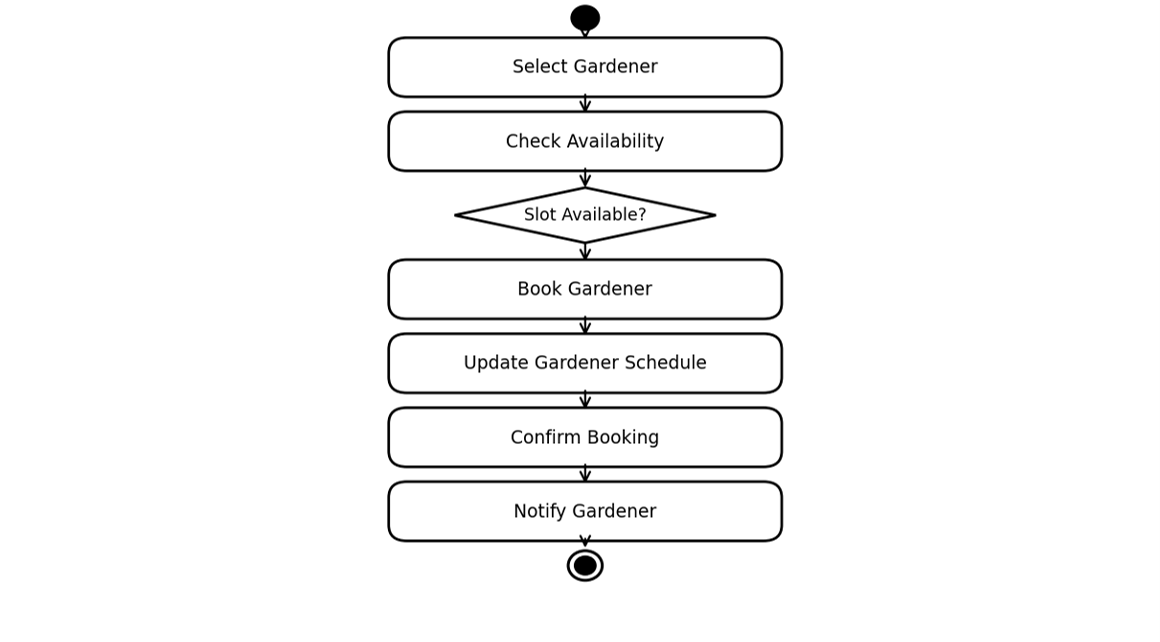 Select Gardener
Check Availability
Slot Available?
Book Gardener
Update Gardener Schedule
Confirm Booking
Notify Gardener